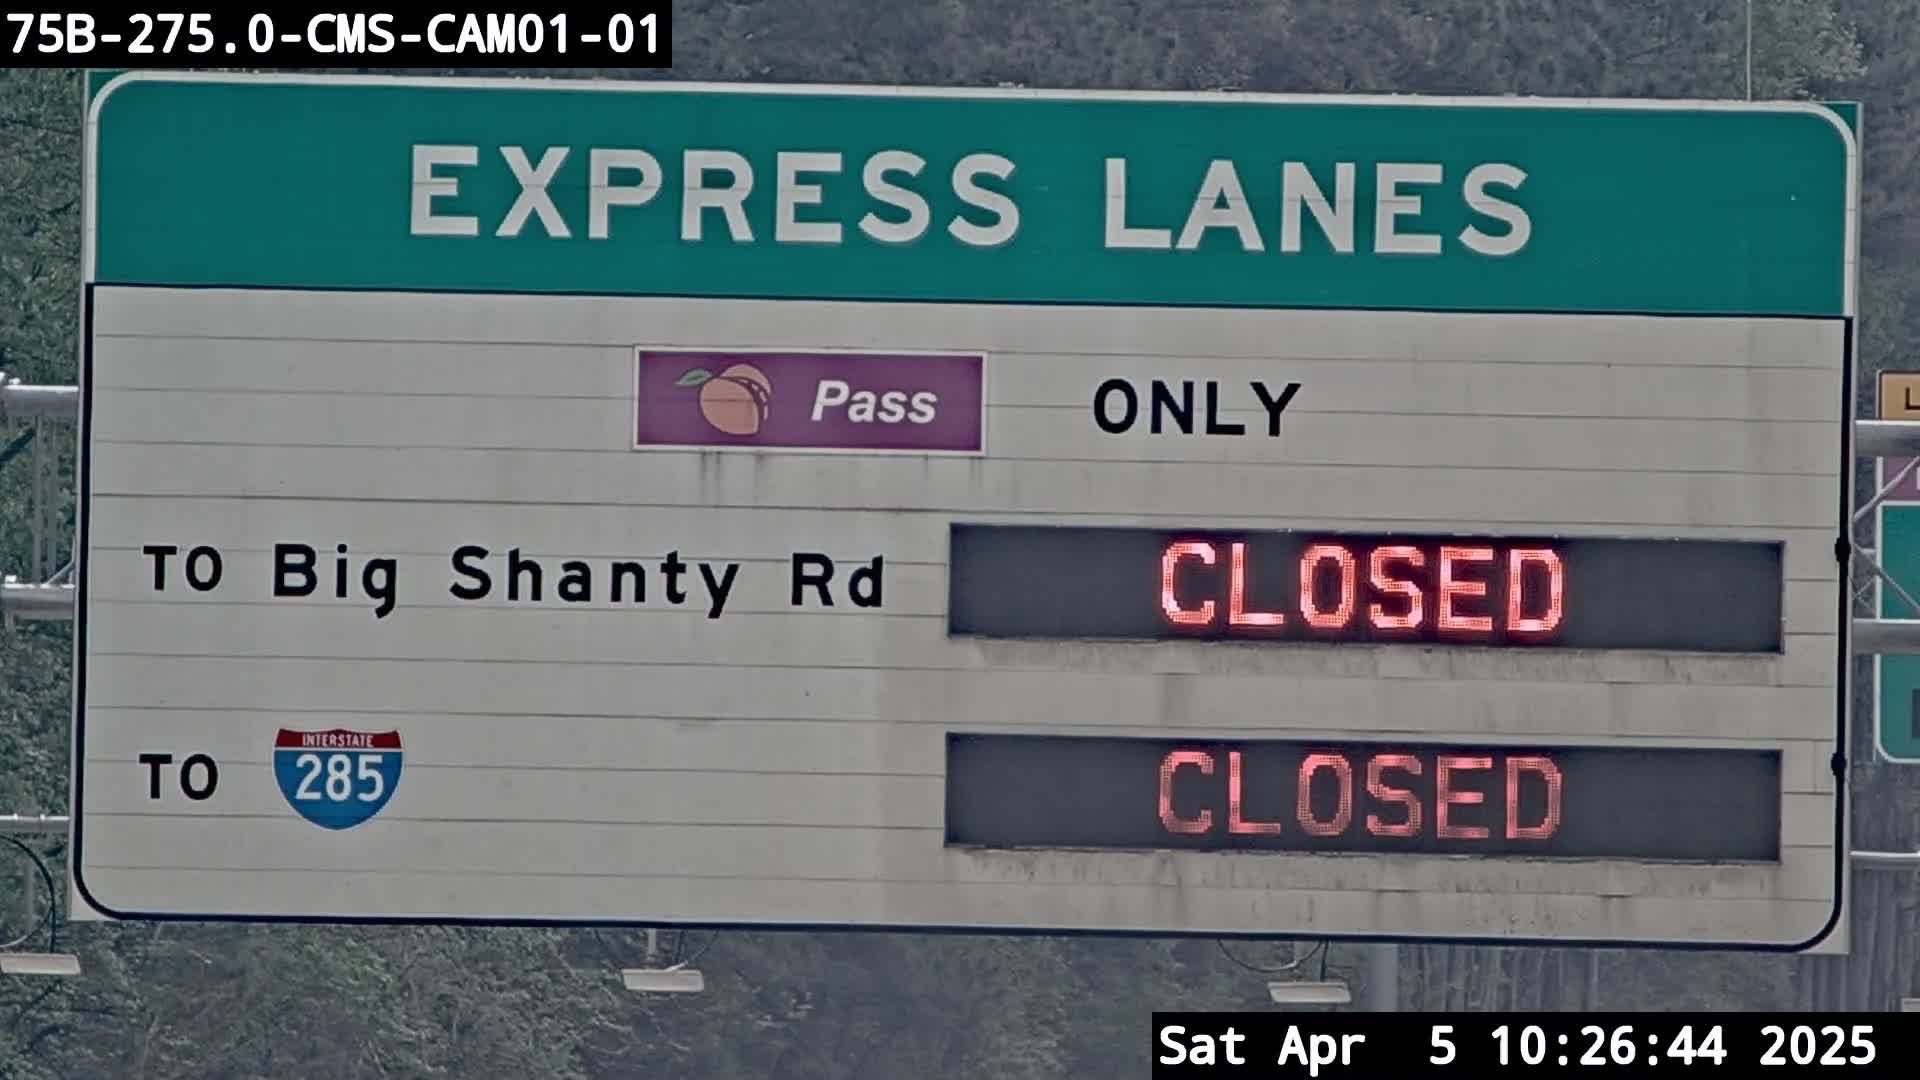 75B-275.0-CMS-CAM01-01
EXPRESS LANES
Pass ONLY
TO Big Shanty Rd CLOSED
TO INTERSTATE 285 CLOSED
Sat Apr 5 10:26:44 2025